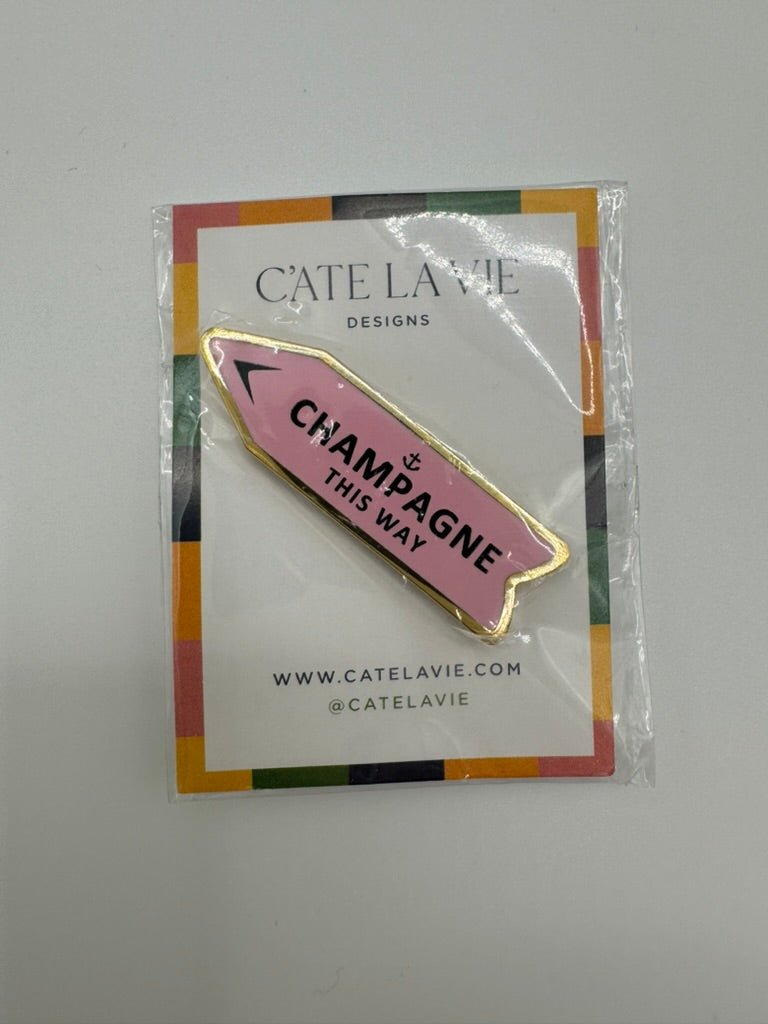 C'ATE LA VIE
DESIGNS
CHAMPAGNE
THIS WAY
WWW.CATELAVIE.COM
@CATELAVIE